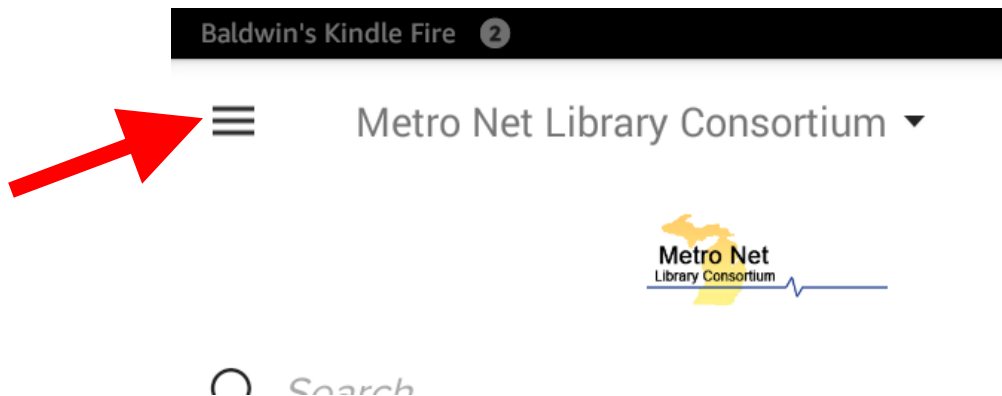 Baldwin's Kindle Fire 2
Metro Net Library Consortium
Metro Net
Library Consortium
Search